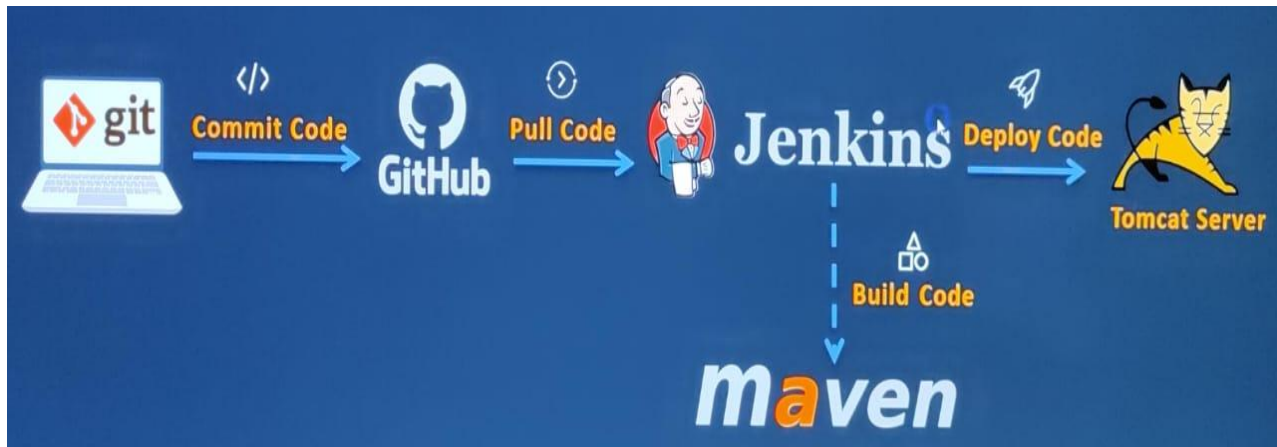 git
Commit Code
GitHub
Pull Code
Jenkins
Deploy Code
Tomcat Server
Build Code
maven